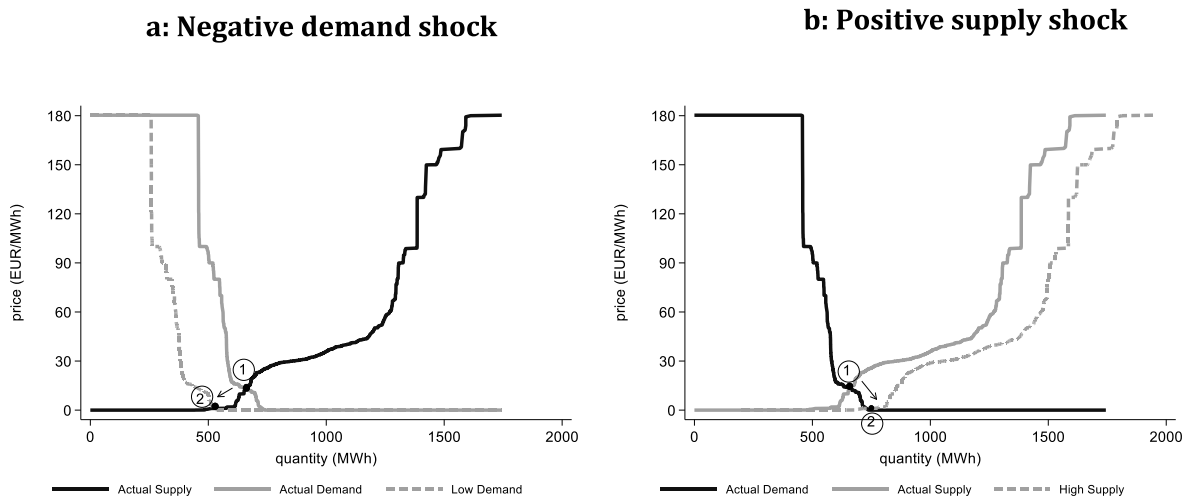 a: Negative demand shock
180
150
120
90
60
30
0
price (EUR/MWh)
1
2
0 500 1000 1500 2000
quantity (MWh)
Actual Supply Actual Demand Low Demand
b: Positive supply shock
180
150
120
90
60
30
0
price (EUR/MWh)
1
2
0 500 1000 1500 2000
quantity (MWh)
Actual Demand Actual Supply High Supply